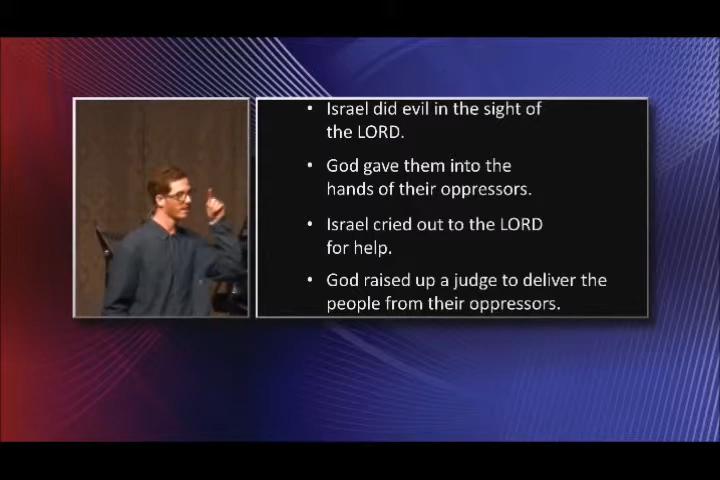 • Israel did evil in the sight of
the LORD.
• God gave them into the
hands of their oppressors.
• Israel cried out to the LORD
for help.
• God raised up a judge to deliver the
people from their oppressors.